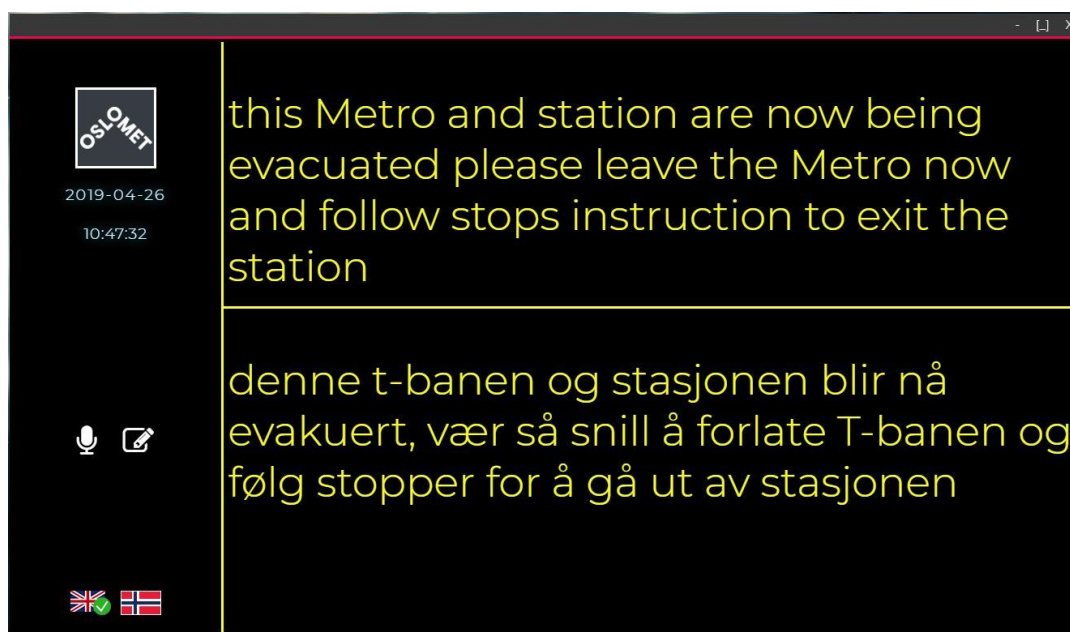 - [_] X
OSLOMET
2019-04-26
10:47:32
this Metro and station are now being
evacuated please leave the Metro now
and follow stops instruction to exit the
station
denne t-banen og stasjonen blir nå
evakuert, vær så snill å forlate T-banen og
følg stopper for å gå ut av stasjonen